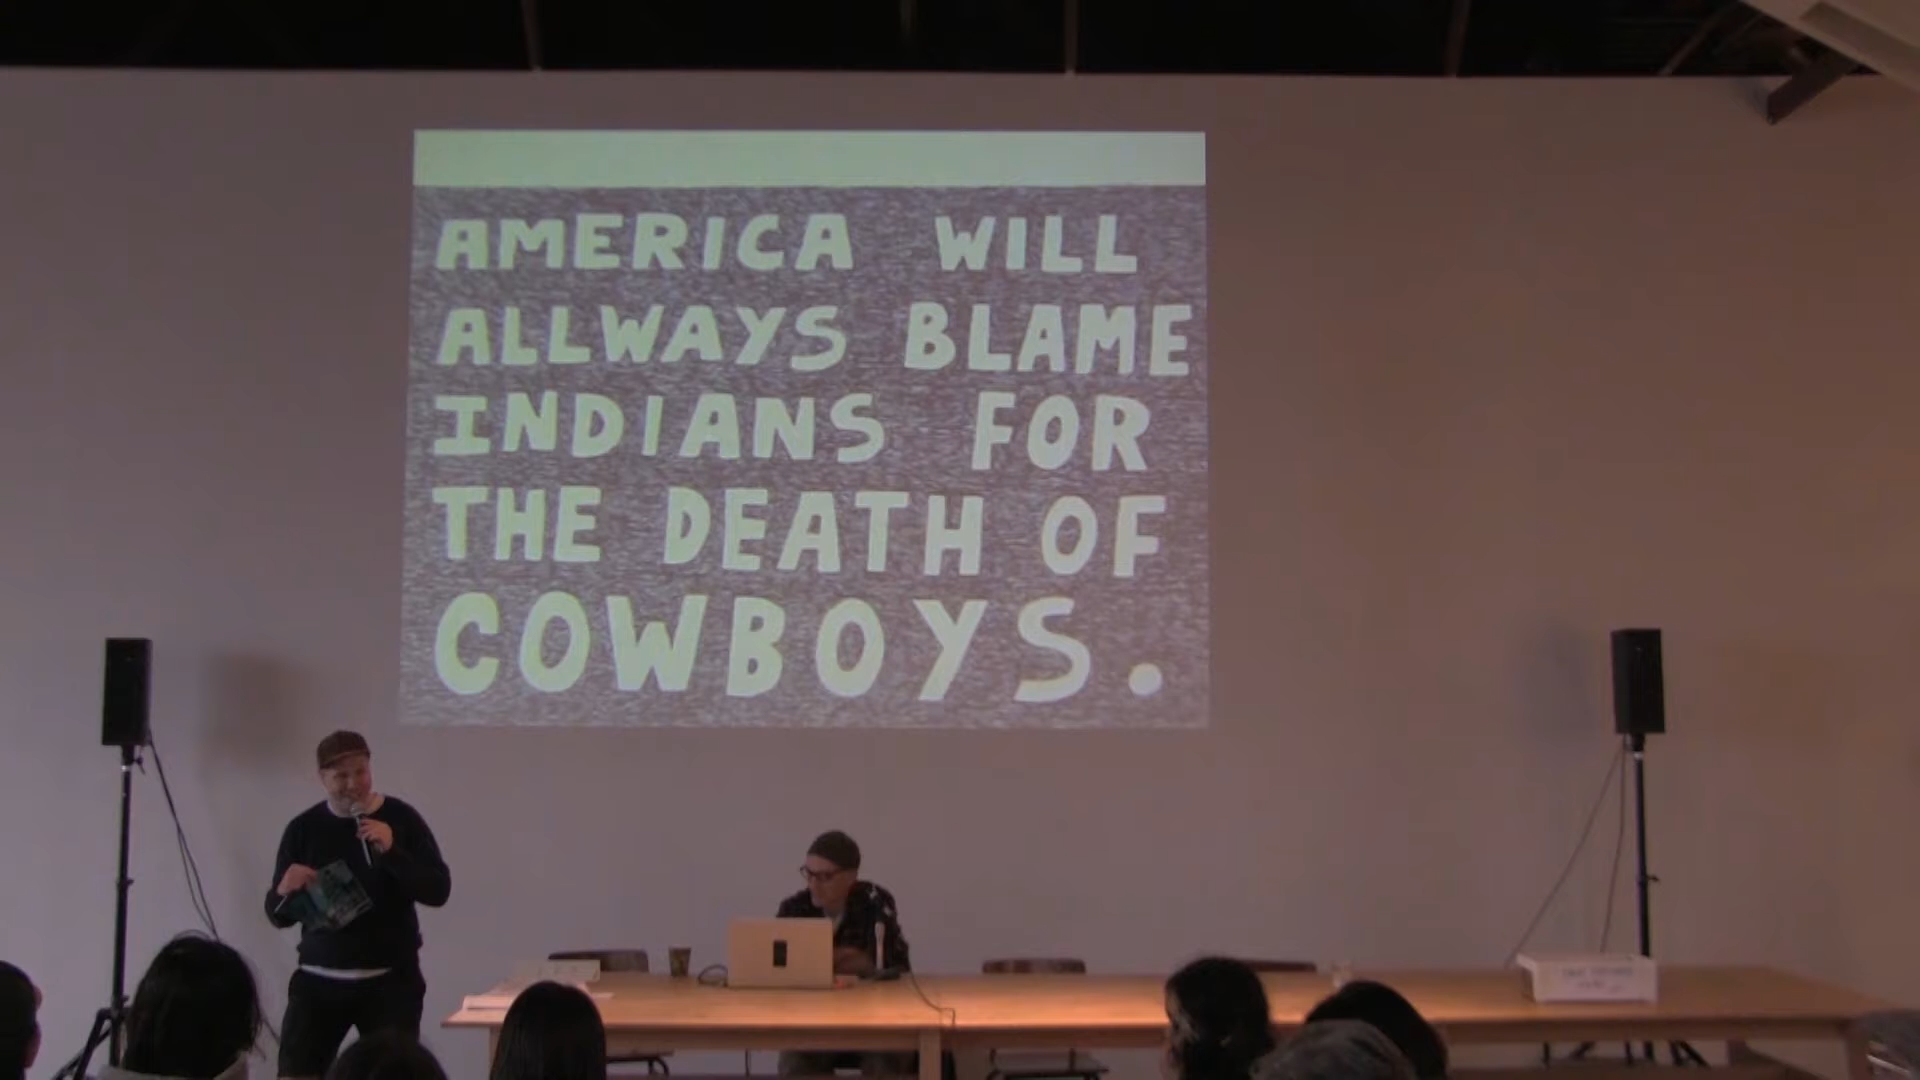 AMERICA WILL
ALLWAYS BLAME
INDIANS FOR
THE DEATH OF
COWBOYS.